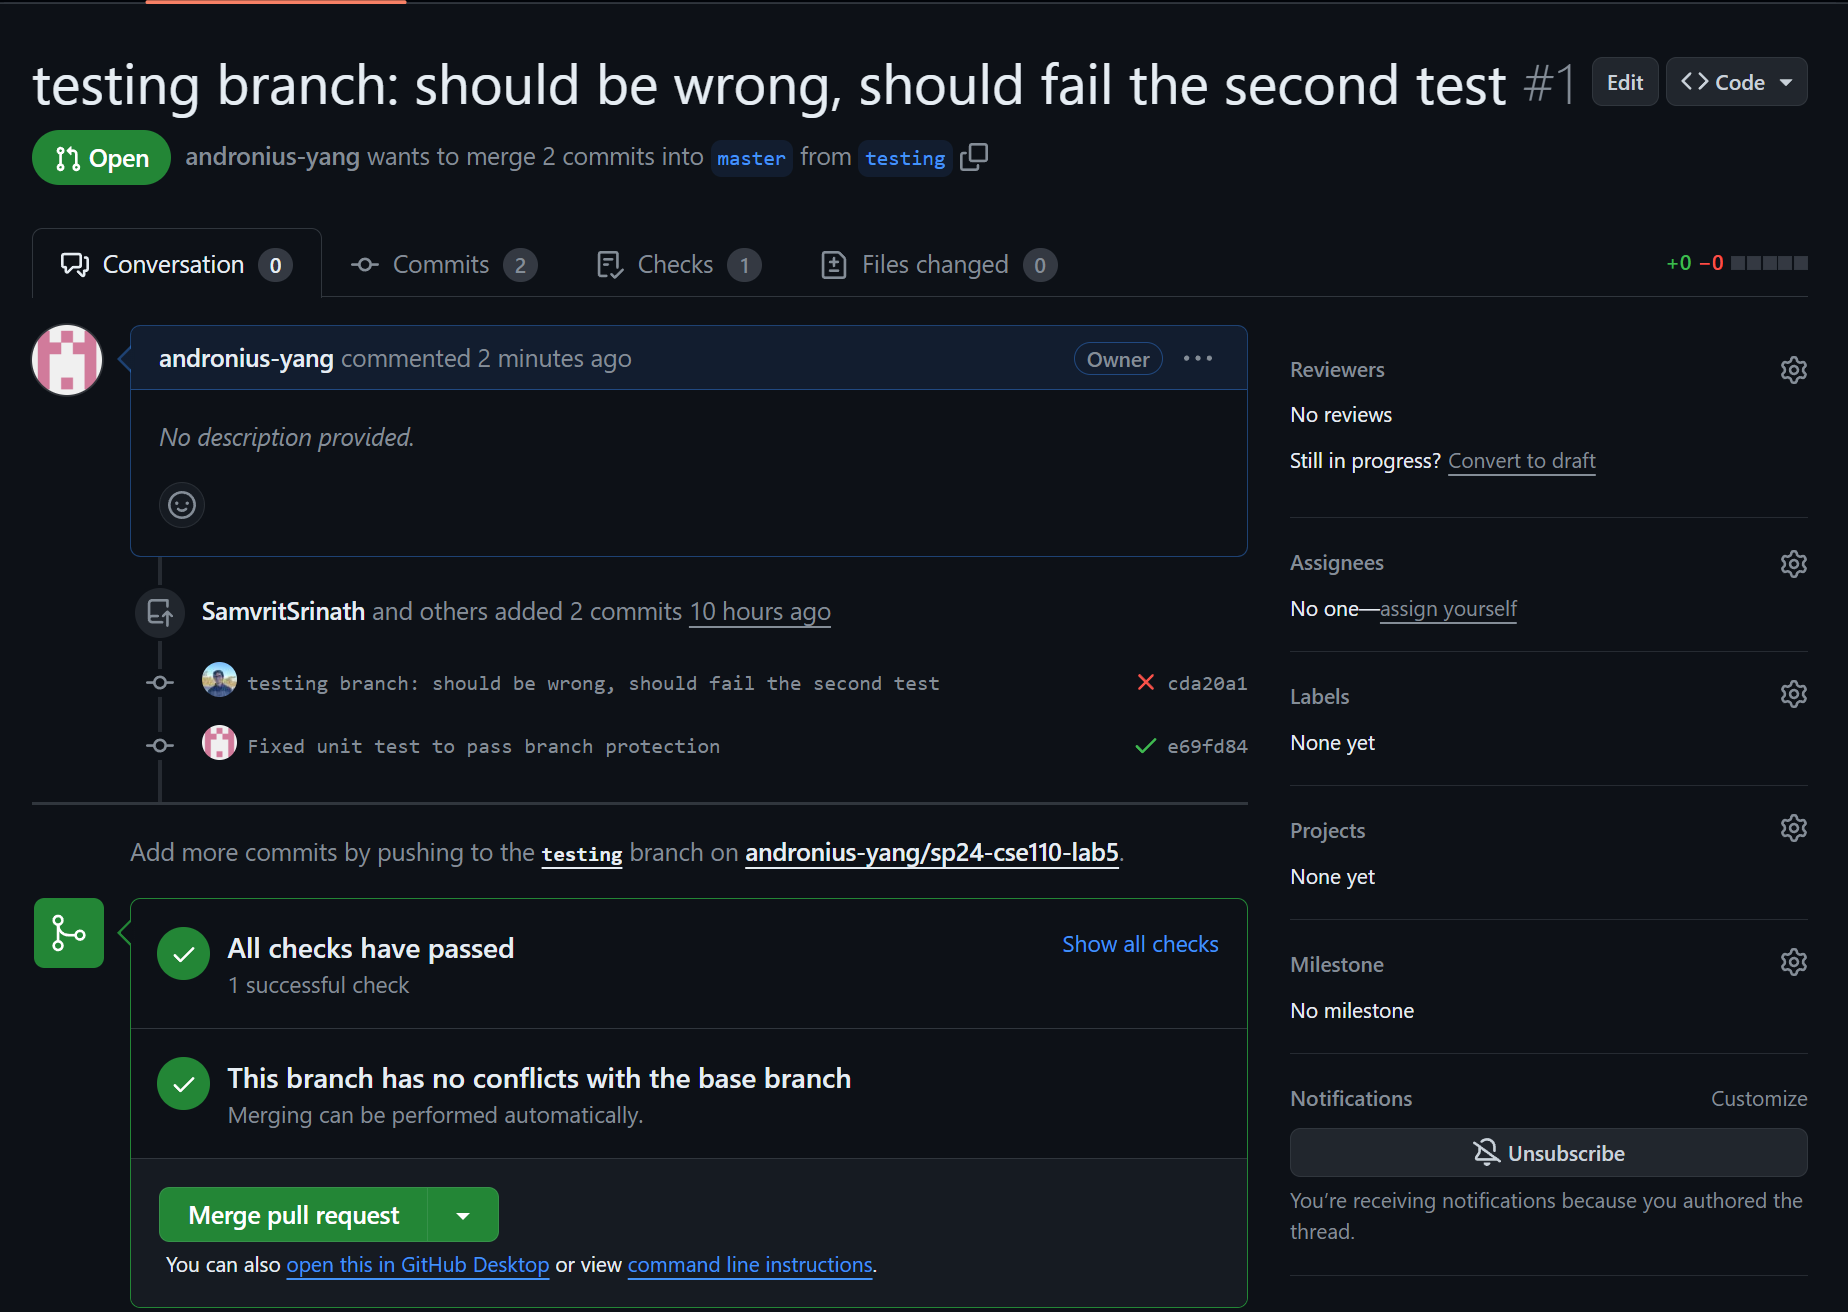 testing branch: should be wrong, should fail the second test #1
Edit
Code
Open
andronius-yang wants to merge 2 commits into master from testing
Conversation 0
Commits 2
Checks 1
Files changed 0
+0 −0
andronius-yang commented 2 minutes ago
Owner
No description provided.
SamvritSrinath and others added 2 commits 10 hours ago
testing branch: should be wrong, should fail the second test
cda20a1
Fixed unit test to pass branch protection
e69fd84
Add more commits by pushing to the testing branch on andronius-yang/sp24-cse110-lab5.
All checks have passed
1 successful check
Show all checks
This branch has no conflicts with the base branch
Merging can be performed automatically.
Merge pull request
You can also open this in GitHub Desktop or view command line instructions.
Reviewers
No reviews
Still in progress? Convert to draft
Assignees
No one—assign yourself
Labels
None yet
Projects
None yet
Milestone
No milestone
Notifications
Customize
Unsubscribe
You’re receiving notifications because you authored the
thread.